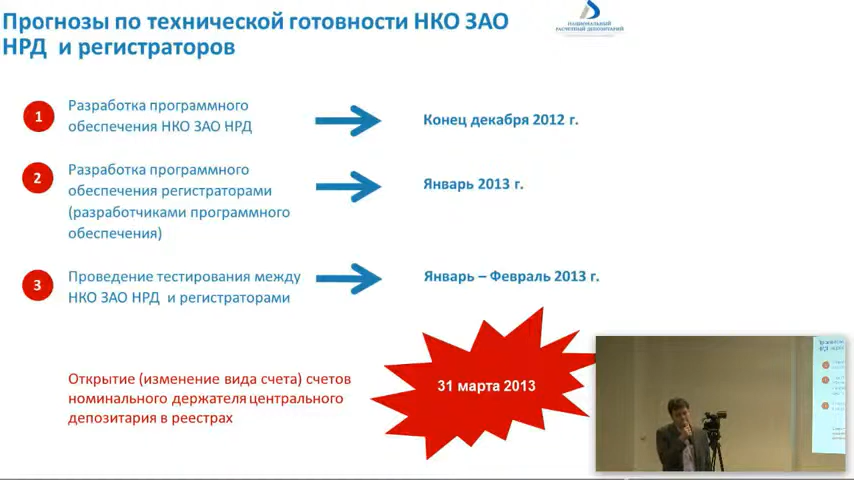 Прогнозы по технической готовности НКО ЗАО
НРД и регистраторов
НАЦИОНАЛЬНЫЙ
РАСЧЕТНЫЙ ДЕПОЗИТАРИЙ
1
Разработка программного
обеспечения НКО ЗАО НРД
Конец декабря 2012 г.
2
Разработка программного
обеспечения регистраторами
(разработчиками программного
обеспечения)
Январь 2013 г.
3
Проведение тестирования между
НКО ЗАО НРД и регистраторами
Январь – Февраль 2013 г.
Открытие (изменение вида счета) счетов
номинального держателя центрального
депозитария в реестрах
31 марта 2013